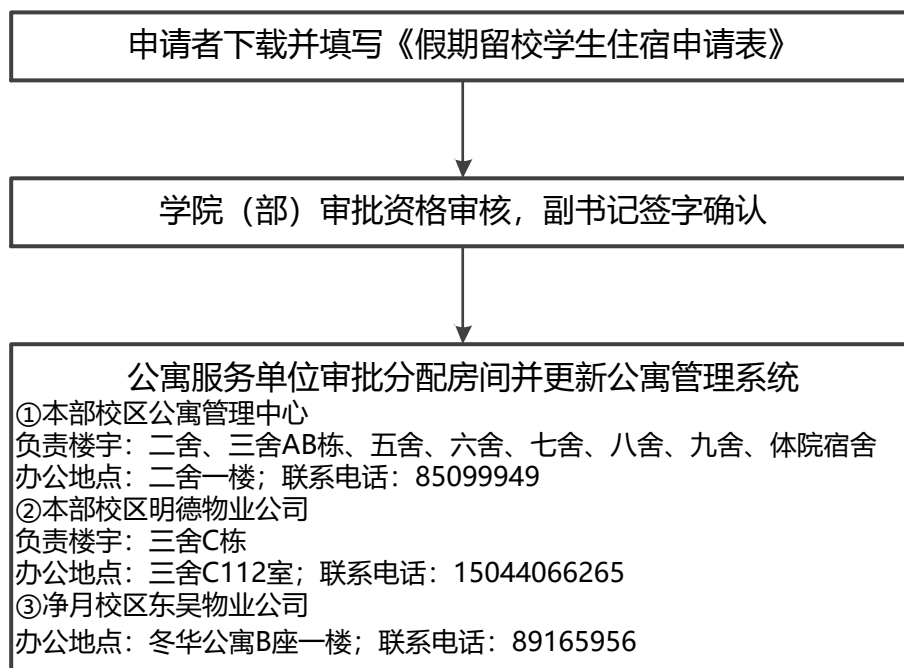 申请者下载并填写《假期留校学生住宿申请表》
学院（部）审批资格审核，副书记签字确认
公寓服务单位审批分配房间并更新公寓管理系统
①本部校区公寓管理中心
负责楼宇：二舍、三舍AB栋、五舍、六舍、七舍、八舍、九舍、体院宿舍
办公地点：二舍一楼；联系电话：85099949
②本部校区明德物业公司
负责楼宇：三舍C栋
办公地点：三舍C112室；联系电话：15044066265
③净月校区东吴物业公司
办公地点：冬华公寓B座一楼；联系电话：89165956